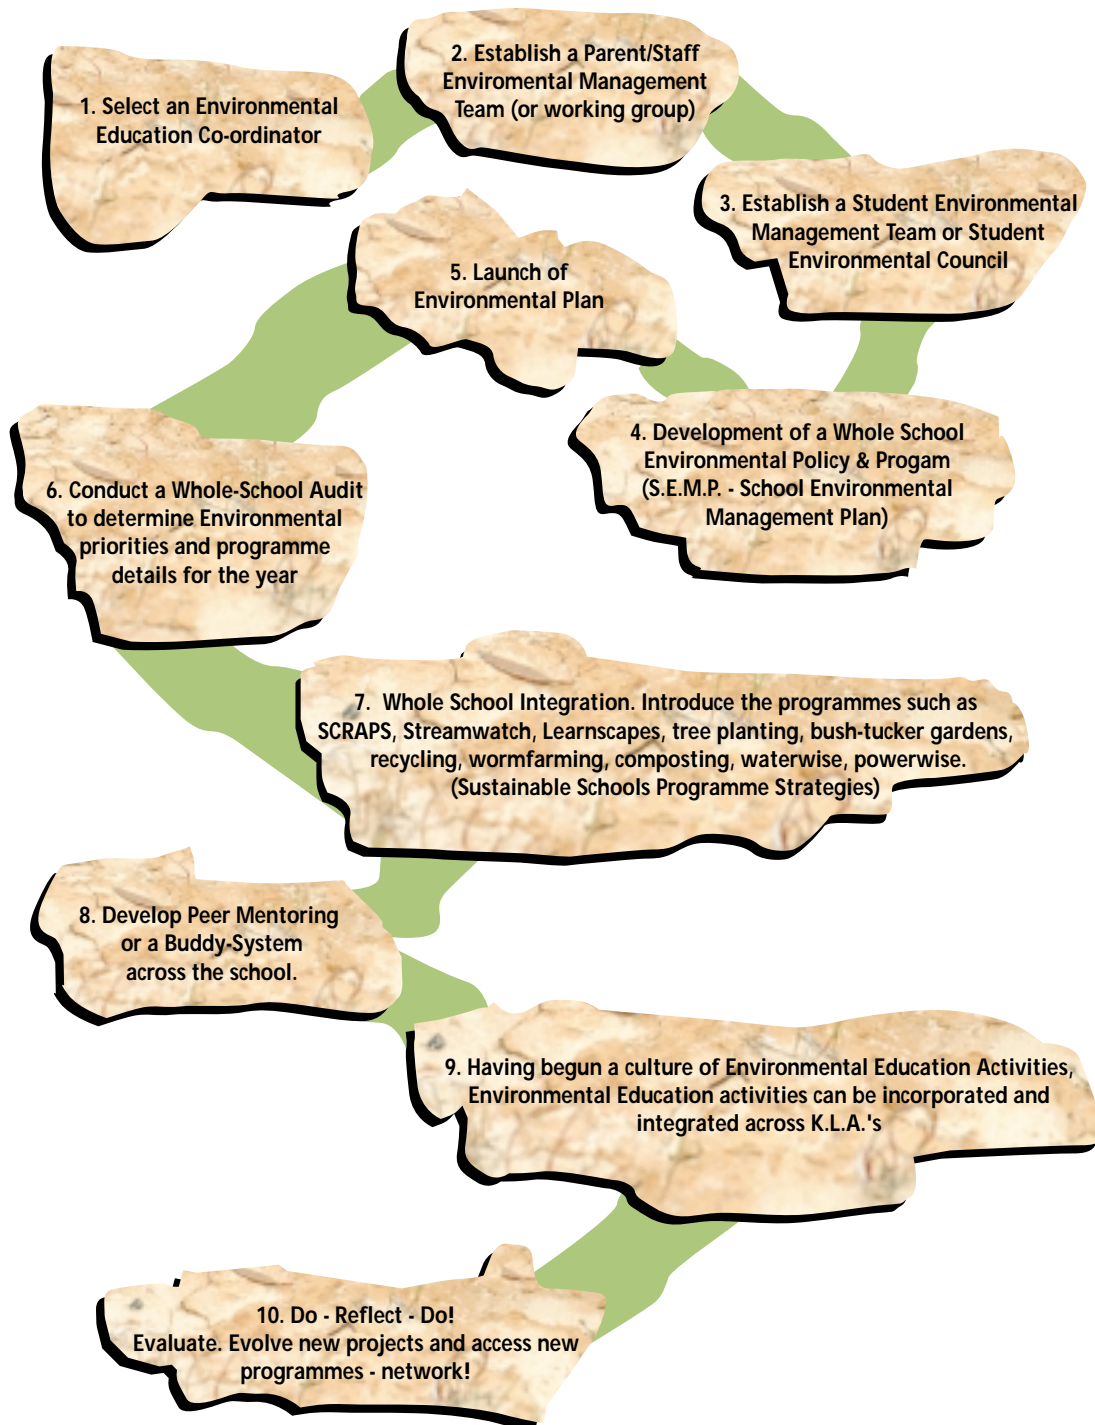 1. Select an Environmental
Education Co-ordinator
2. Establish a Parent/Staff
Enviromental Management
Team (or working group)
3. Establish a Student Environmental
Management Team or Student
Environmental Council
4. Development of a Whole School
Environmental Policy & Progam
(S.E.M.P. - School Environmental
Management Plan)
5. Launch of
Environmental Plan
6. Conduct a Whole-School Audit
to determine Environmental
priorities and programme
details for the year
7. Whole School Integration. Introduce the programmes such as
SCRAPS, Streamwatch, Learnscapes, tree planting, bush-tucker gardens,
recycling, wormfarming, composting, waterwise, powerwise.
(Sustainable Schools Programme Strategies)
8. Develop Peer Mentoring
or a Buddy-System
across the school.
9. Having begun a culture of Environmental Education Activities,
Environmental Education activities can be incorporated and
integrated across K.L.A.'s
10. Do - Reflect - Do!
Evaluate. Evolve new projects and access new
programmes - network!